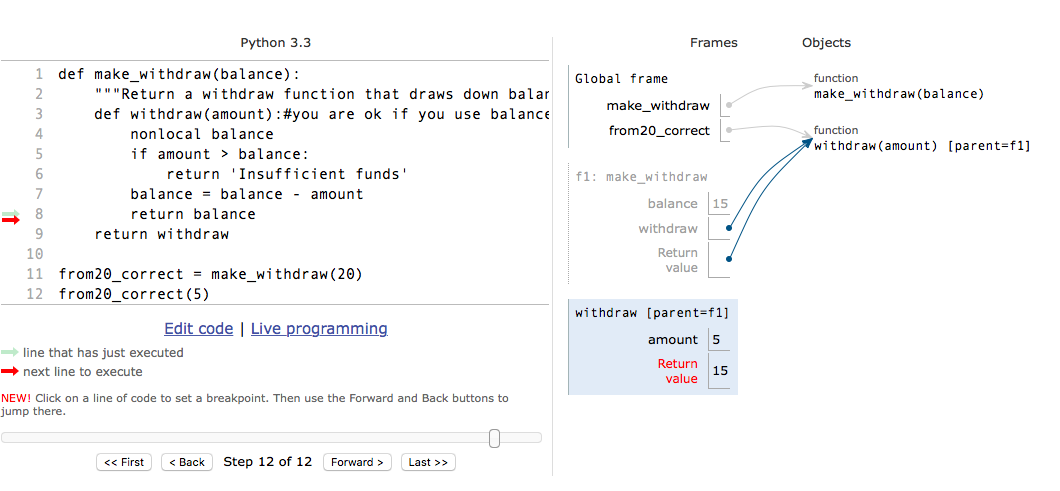 Python 3.3
1 def make_withdraw(balance):
2 """Return a withdraw function that draws down balan
3 def withdraw(amount):#you are ok if you use balance
4 nonlocal balance
5 if amount > balance:
6 return 'Insufficient funds'
7 balance = balance - amount
8 return balance
9 return withdraw
10
11 from20_correct = make_withdraw(20)
12 from20_correct(5)
Edit code | Live programming
line that has just executed
next line to execute
NEW! Click on a line of code to set a breakpoint. Then use the Forward and Back buttons to
jump there.
<< First < Back Step 12 of 12 Forward > Last >>
Frames Objects
Global frame
make_withdraw
from20_correct
function
make_withdraw(balance)
function
withdraw(amount) [parent=f1]
f1: make_withdraw
balance 15
withdraw
Return
value
withdraw [parent=f1]
amount 5
Return
value 15